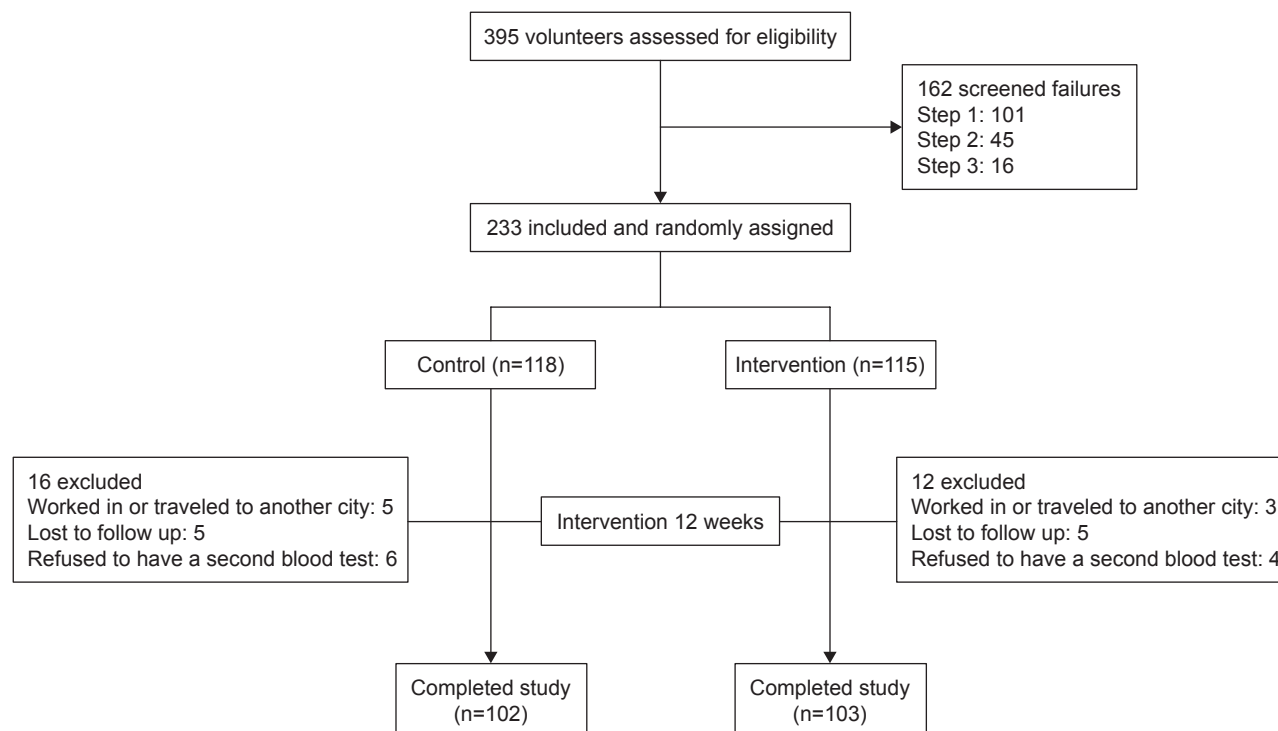 395 volunteers assessed for eligibility
162 screened failures
Step 1: 101
Step 2: 45
Step 3: 16
233 included and randomly assigned
Control (n=118)
Intervention (n=115)
16 excluded
Worked in or traveled to another city: 5
Lost to follow up: 5
Refused to have a second blood test: 6
Intervention 12 weeks
12 excluded
Worked in or traveled to another city: 3
Lost to follow up: 5
Refused to have a second blood test: 4
Completed study
(n=102)
Completed study
(n=103)